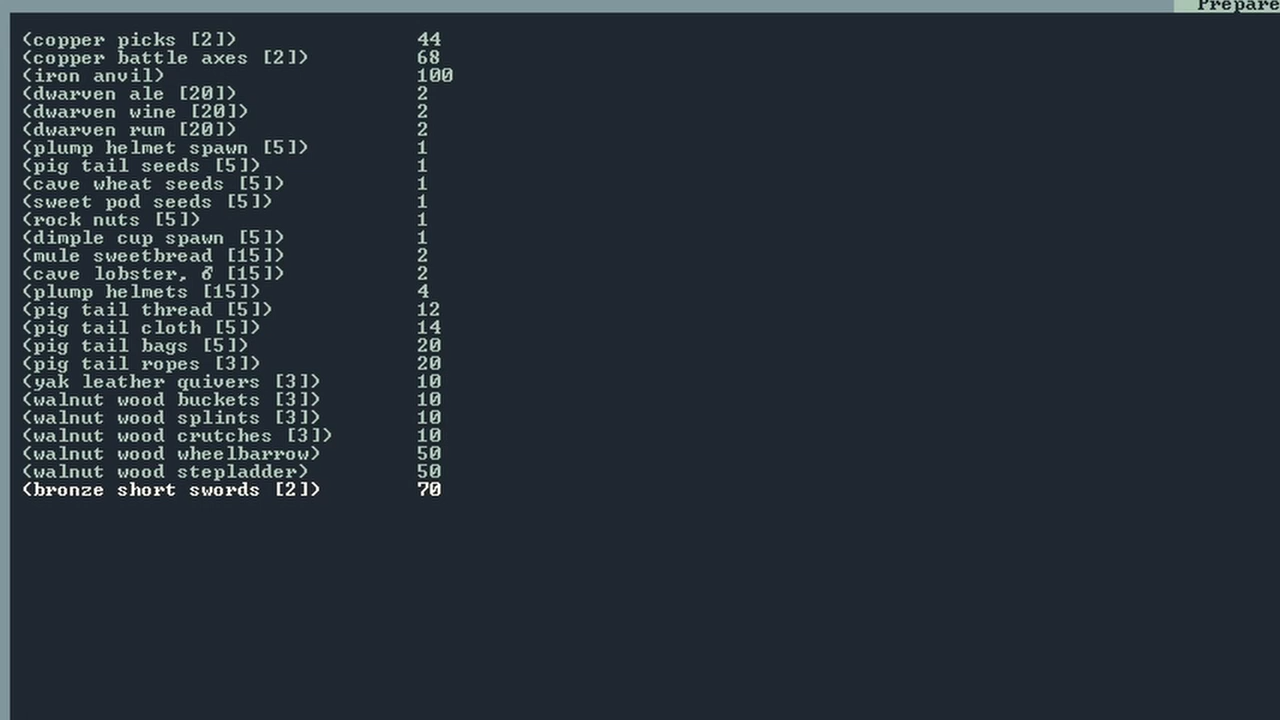 Prepare
(copper picks [2]) 44
(copper battle axes [2]) 68
(iron anvil) 100
(dwarven ale [20]) 2
(dwarven wine [20]) 2
(dwarven rum [20]) 2
(plump helmet spawn [5]) 1
(pig tail seeds [5]) 1
(cave wheat seeds [5]) 1
(sweet pod seeds [5]) 1
(rock nuts [5]) 1
(dimple cup spawn [5]) 1
(mule sweetbread [15]) 2
(cave lobster, ♂ [15]) 2
(plump helmets [15]) 4
(pig tail thread [5]) 12
(pig tail cloth [5]) 14
(pig tail bags [5]) 20
(pig tail ropes [3]) 20
(yak leather quivers [3]) 10
(walnut wood buckets [3]) 10
(walnut wood splints [3]) 10
(walnut wood crutches [3]) 10
(walnut wood wheelbarrow) 50
(walnut wood stepladder) 50
(bronze short swords [2]) 70